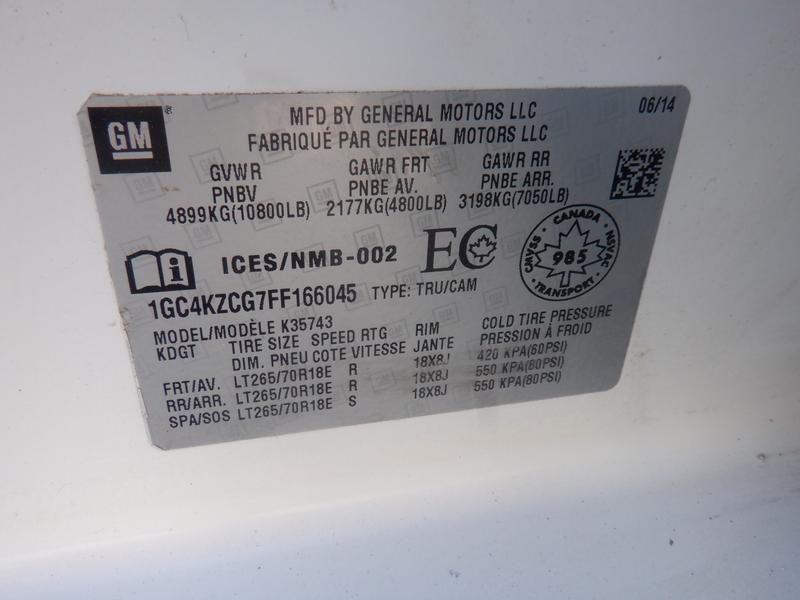 GM
MFD BY GENERAL MOTORS LLC
06/14
FABRIQUÉ PAR GENERAL MOTORS LLC
GVWR GAWR FRT GAWR RR
PNBV PNBE AV. PNBE ARR.
4899KG(10800LB) 2177KG(4800LB) 3198KG(7050LB)
ICES/NMB-002 EC
CANADA
CMVSS 985 NSVAC
TRANSPORT
1GC4KZCG7FF166045 TYPE: TRU/CAM
MODEL/MODÈLE K35743
KDGT TIRE SIZE SPEED RTG RIM COLD TIRE PRESSURE
DIM. PNEU COTE VITESSE JANTE PRESSION À FROID
FRT/AV. LT265/70R18E R 18X8J 420 KPA(60PSI)
RR/ARR. LT265/70R18E R 18X8J 550 KPA(80PSI)
SPA/SOS LT265/70R18E S 18X8J 550 KPA(80PSI)